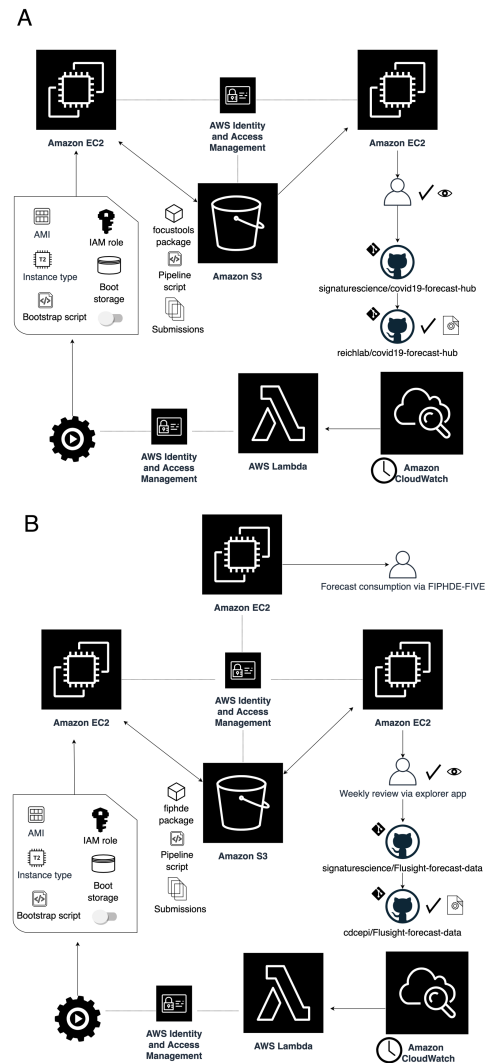 A
Amazon EC2
AWS Identity
and Access
Management
Amazon EC2
AMI
IAM role
T2
Instance type
Boot
storage
Bootstrap script
focustools
package
Pipeline
script
Submissions
Amazon S3
signaturescience/covid19-forecast-hub
reichlab/covid19-forecast-hub
AWS Identity
and Access
Management
AWS Lambda
Amazon
CloudWatch
B
Amazon EC2
Forecast consumption via FIPHDE-FIVE
Amazon EC2
AWS Identity
and Access
Management
Amazon EC2
AMI
IAM role
T2
Instance type
Boot
storage
Bootstrap script
fiphde
package
Pipeline
script
Submissions
Amazon S3
Weekly review via explorer app
signaturescience/Flusight-forecast-data
cdcepi/Flusight-forecast-data
AWS Identity
and Access
Management
AWS Lambda
Amazon
CloudWatch